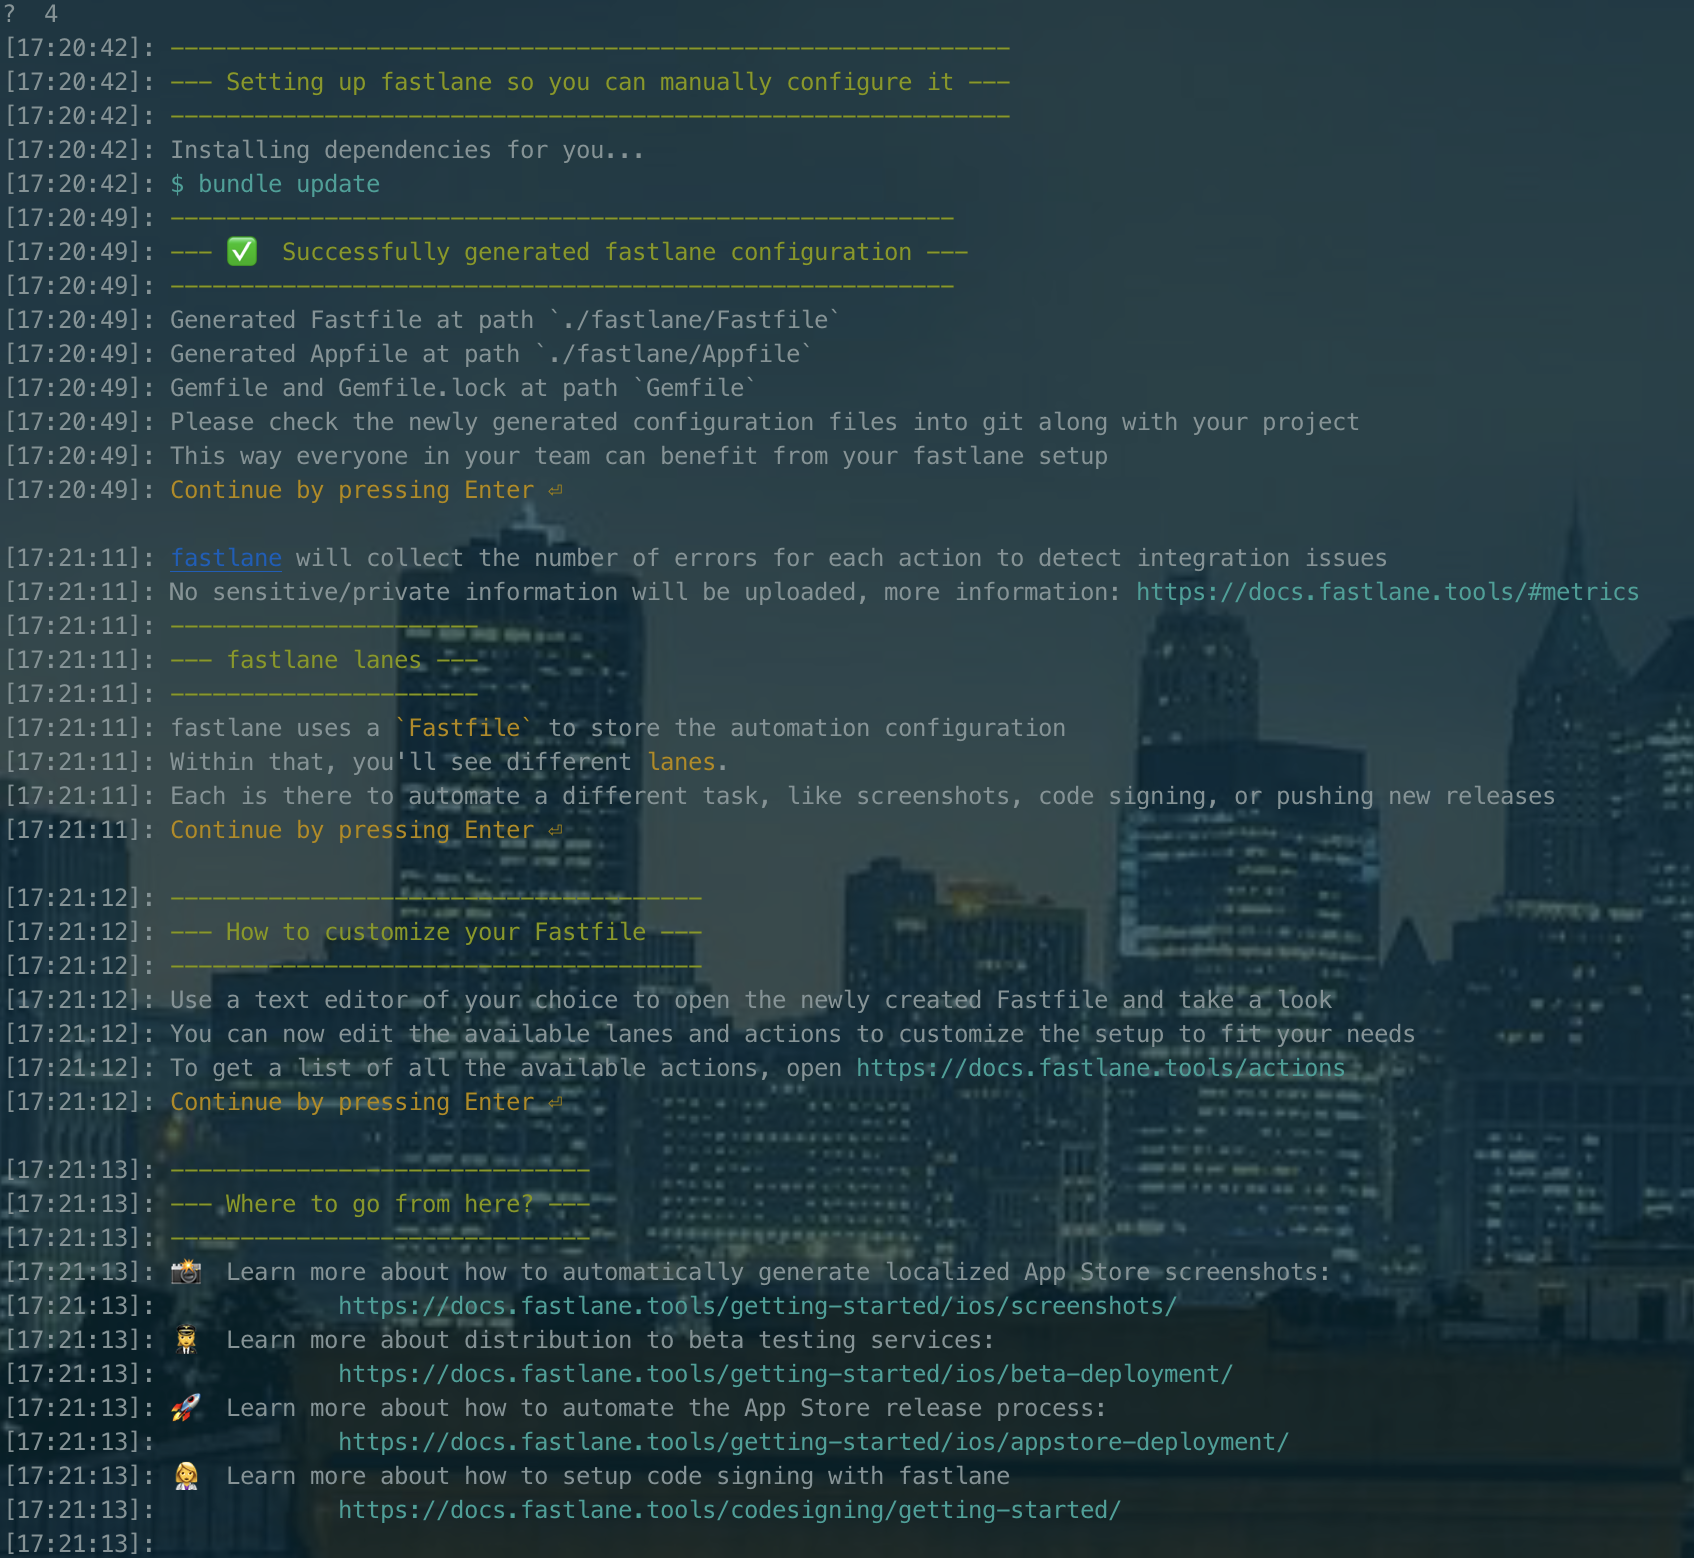 ?  4
[17:20:42]: ------------------------------------------------------------
[17:20:42]: --- Setting up fastlane so you can manually configure it ---
[17:20:42]: ------------------------------------------------------------
[17:20:42]: Installing dependencies for you...
[17:20:42]: $ bundle update
[17:20:49]: --------------------------------------------------------
[17:20:49]: --- ✅  Successfully generated fastlane configuration ---
[17:20:49]: --------------------------------------------------------
[17:20:49]: Generated Fastfile at path `./fastlane/Fastfile`
[17:20:49]: Generated Appfile at path `./fastlane/Appfile`
[17:20:49]: Gemfile and Gemfile.lock at path `Gemfile`
[17:20:49]: Please check the newly generated configuration files into git along with your project
[17:20:49]: This way everyone in your team can benefit from your fastlane setup
[17:20:49]: Continue by pressing Enter ⏎
[17:21:11]: fastlane will collect the number of errors for each action to detect integration issues
[17:21:11]: No sensitive/private information will be uploaded, more information: https://docs.fastlane.tools/#metrics
[17:21:11]: ----------------------
[17:21:11]: --- fastlane lanes ---
[17:21:11]: ----------------------
[17:21:11]: fastlane uses a `Fastfile` to store the automation configuration
[17:21:11]: Within that, you'll see different lanes.
[17:21:11]: Each is there to automate a different task, like screenshots, code signing, or pushing new releases
[17:21:11]: Continue by pressing Enter ⏎
[17:21:12]: --------------------------------------
[17:21:12]: --- How to customize your Fastfile ---
[17:21:12]: --------------------------------------
[17:21:12]: Use a text editor of your choice to open the newly created Fastfile and take a look
[17:21:12]: You can now edit the available lanes and actions to customize the setup to fit your needs
[17:21:12]: To get a list of all the available actions, open https://docs.fastlane.tools/actions
[17:21:12]: Continue by pressing Enter ⏎
[17:21:13]: ------------------------------
[17:21:13]: --- Where to go from here? ---
[17:21:13]: ------------------------------
[17:21:13]: 📸  Learn more about how to automatically generate localized App Store screenshots:
[17:21:13]:             https://docs.fastlane.tools/getting-started/ios/screenshots/
[17:21:13]: 👩‍✈️  Learn more about distribution to beta testing services:
[17:21:13]:             https://docs.fastlane.tools/getting-started/ios/beta-deployment/
[17:21:13]: 🚀  Learn more about how to automate the App Store release process:
[17:21:13]:             https://docs.fastlane.tools/getting-started/ios/appstore-deployment/
[17:21:13]: 👩‍⚕️  Learn more about how to setup code signing with fastlane
[17:21:13]:             https://docs.fastlane.tools/codesigning/getting-started/
[17:21:13]: